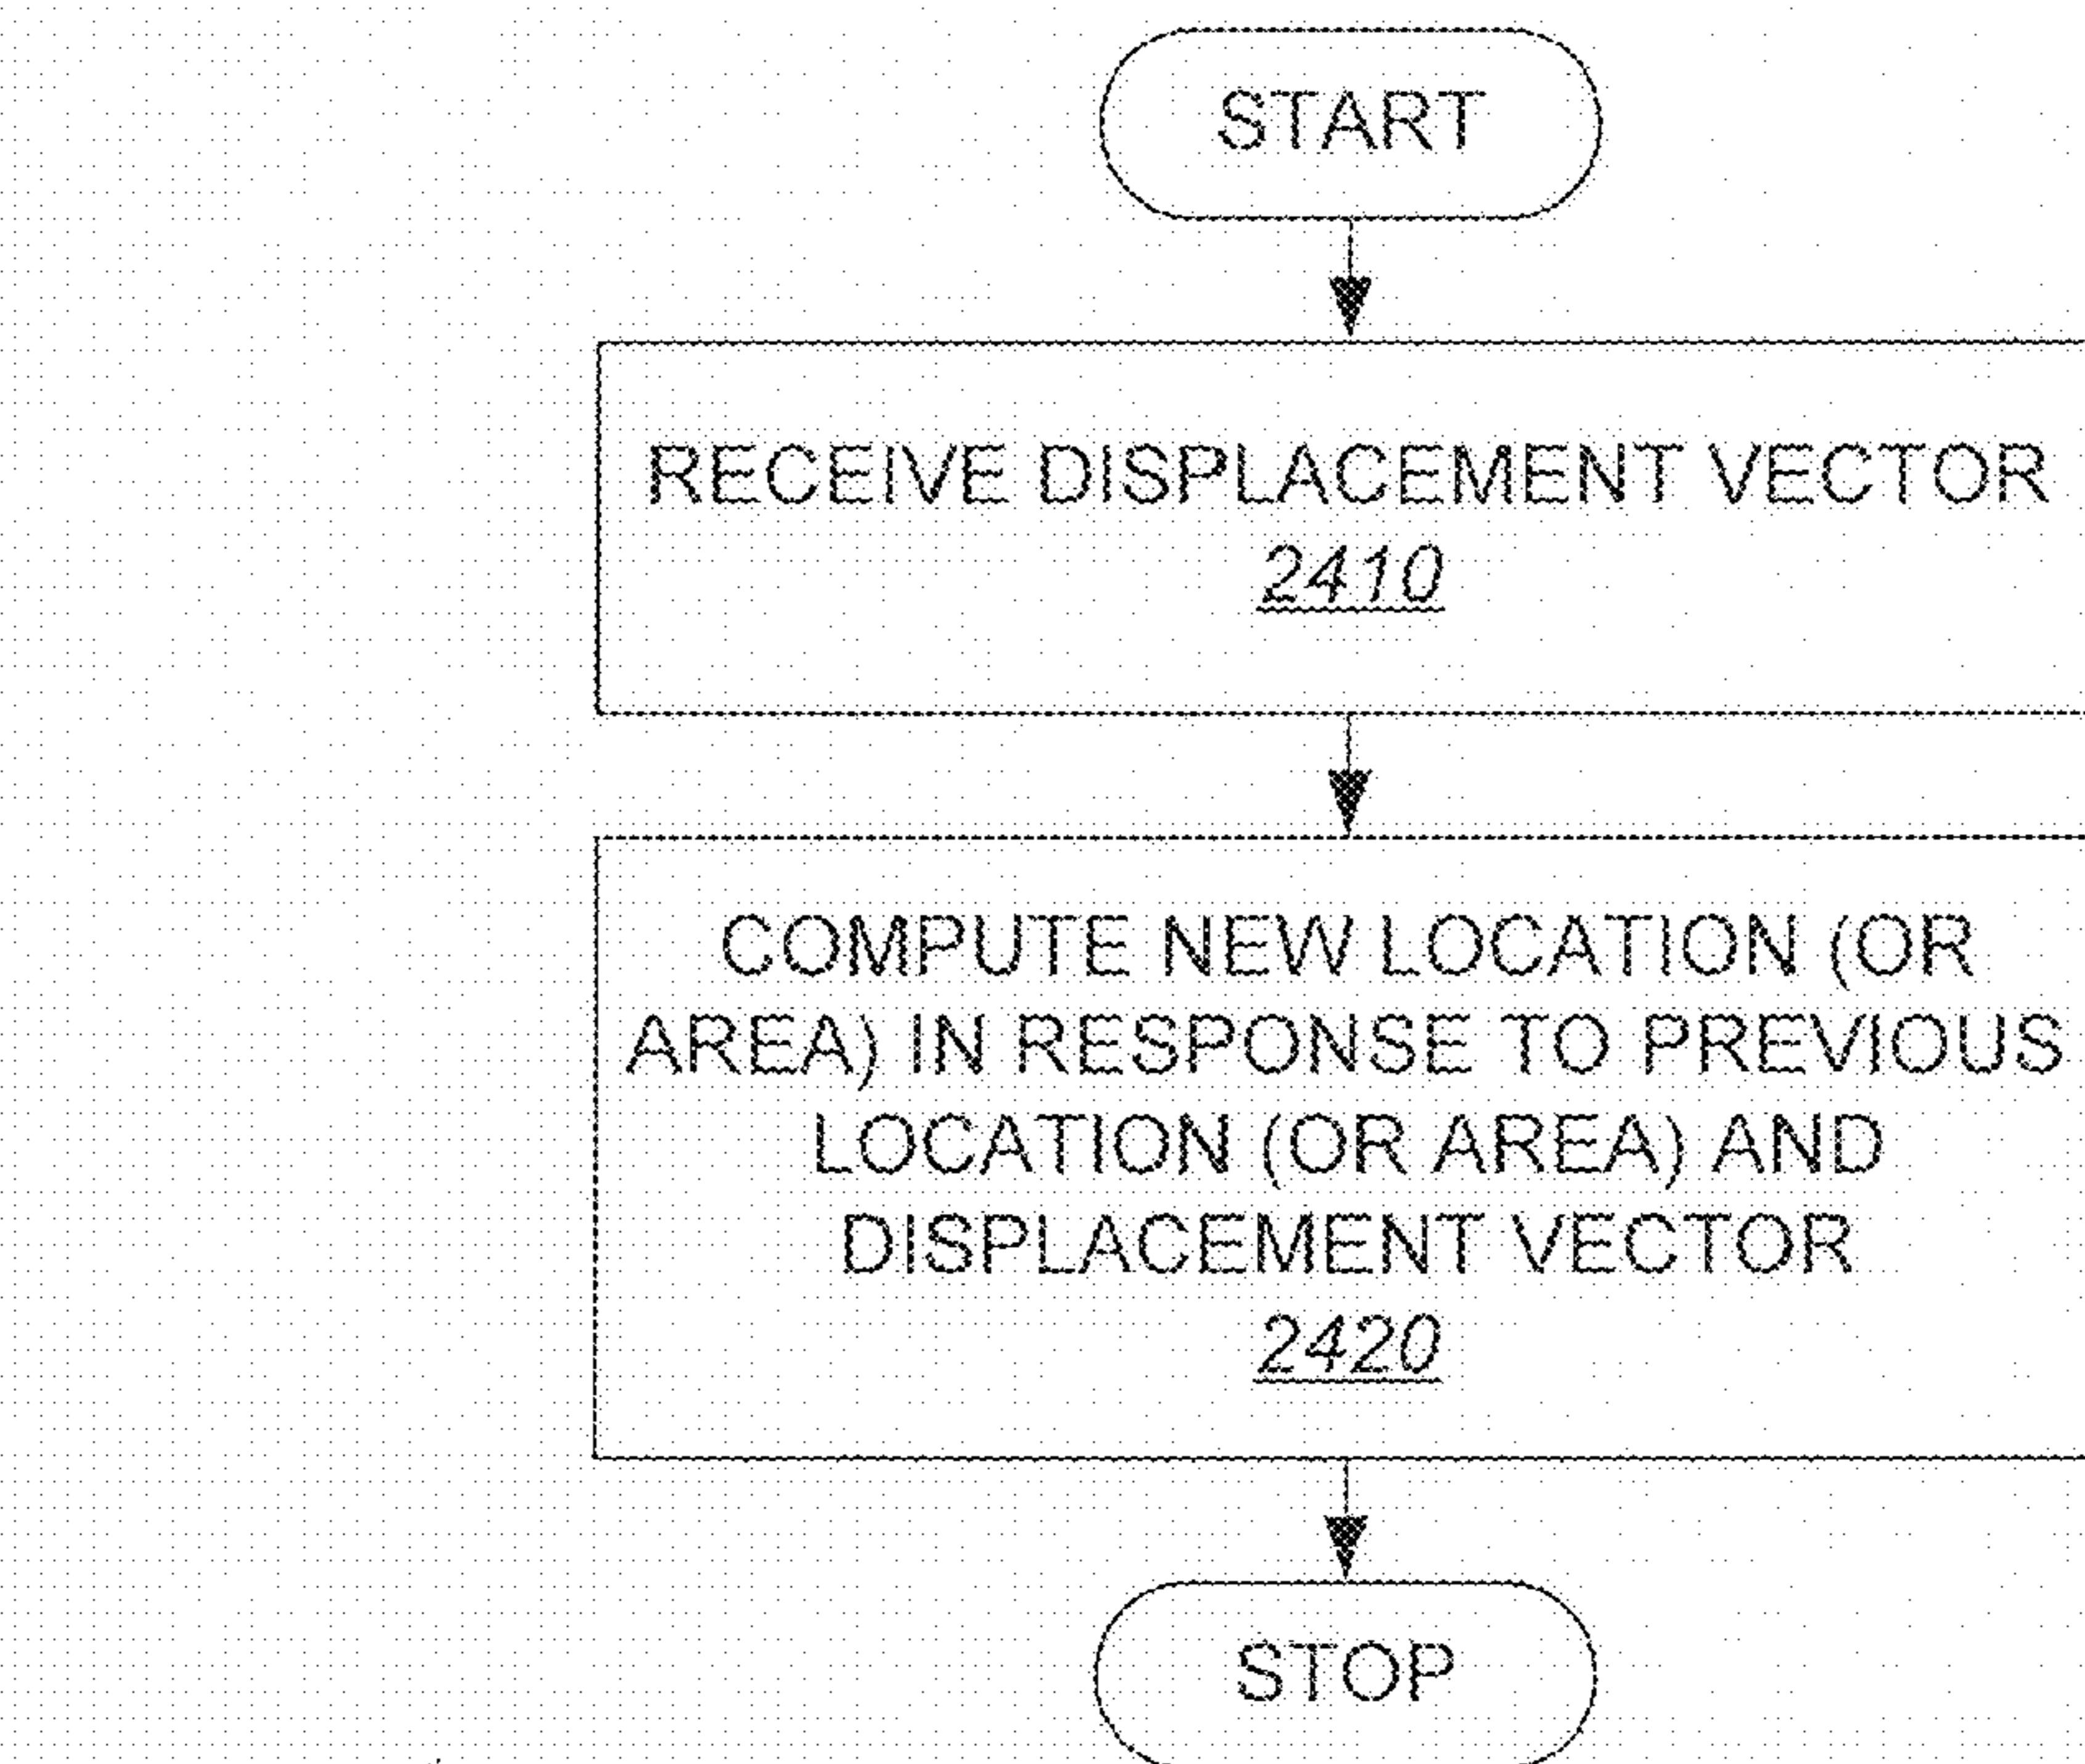 START
RECEIVE DISPLACEMENT VECTOR
2410
COMPUTE NEW LOCATION (OR
AREA) IN RESPONSE TO PREVIOUS
LOCATION (OR AREA) AND
DISPLACEMENT VECTOR
2420
STOP